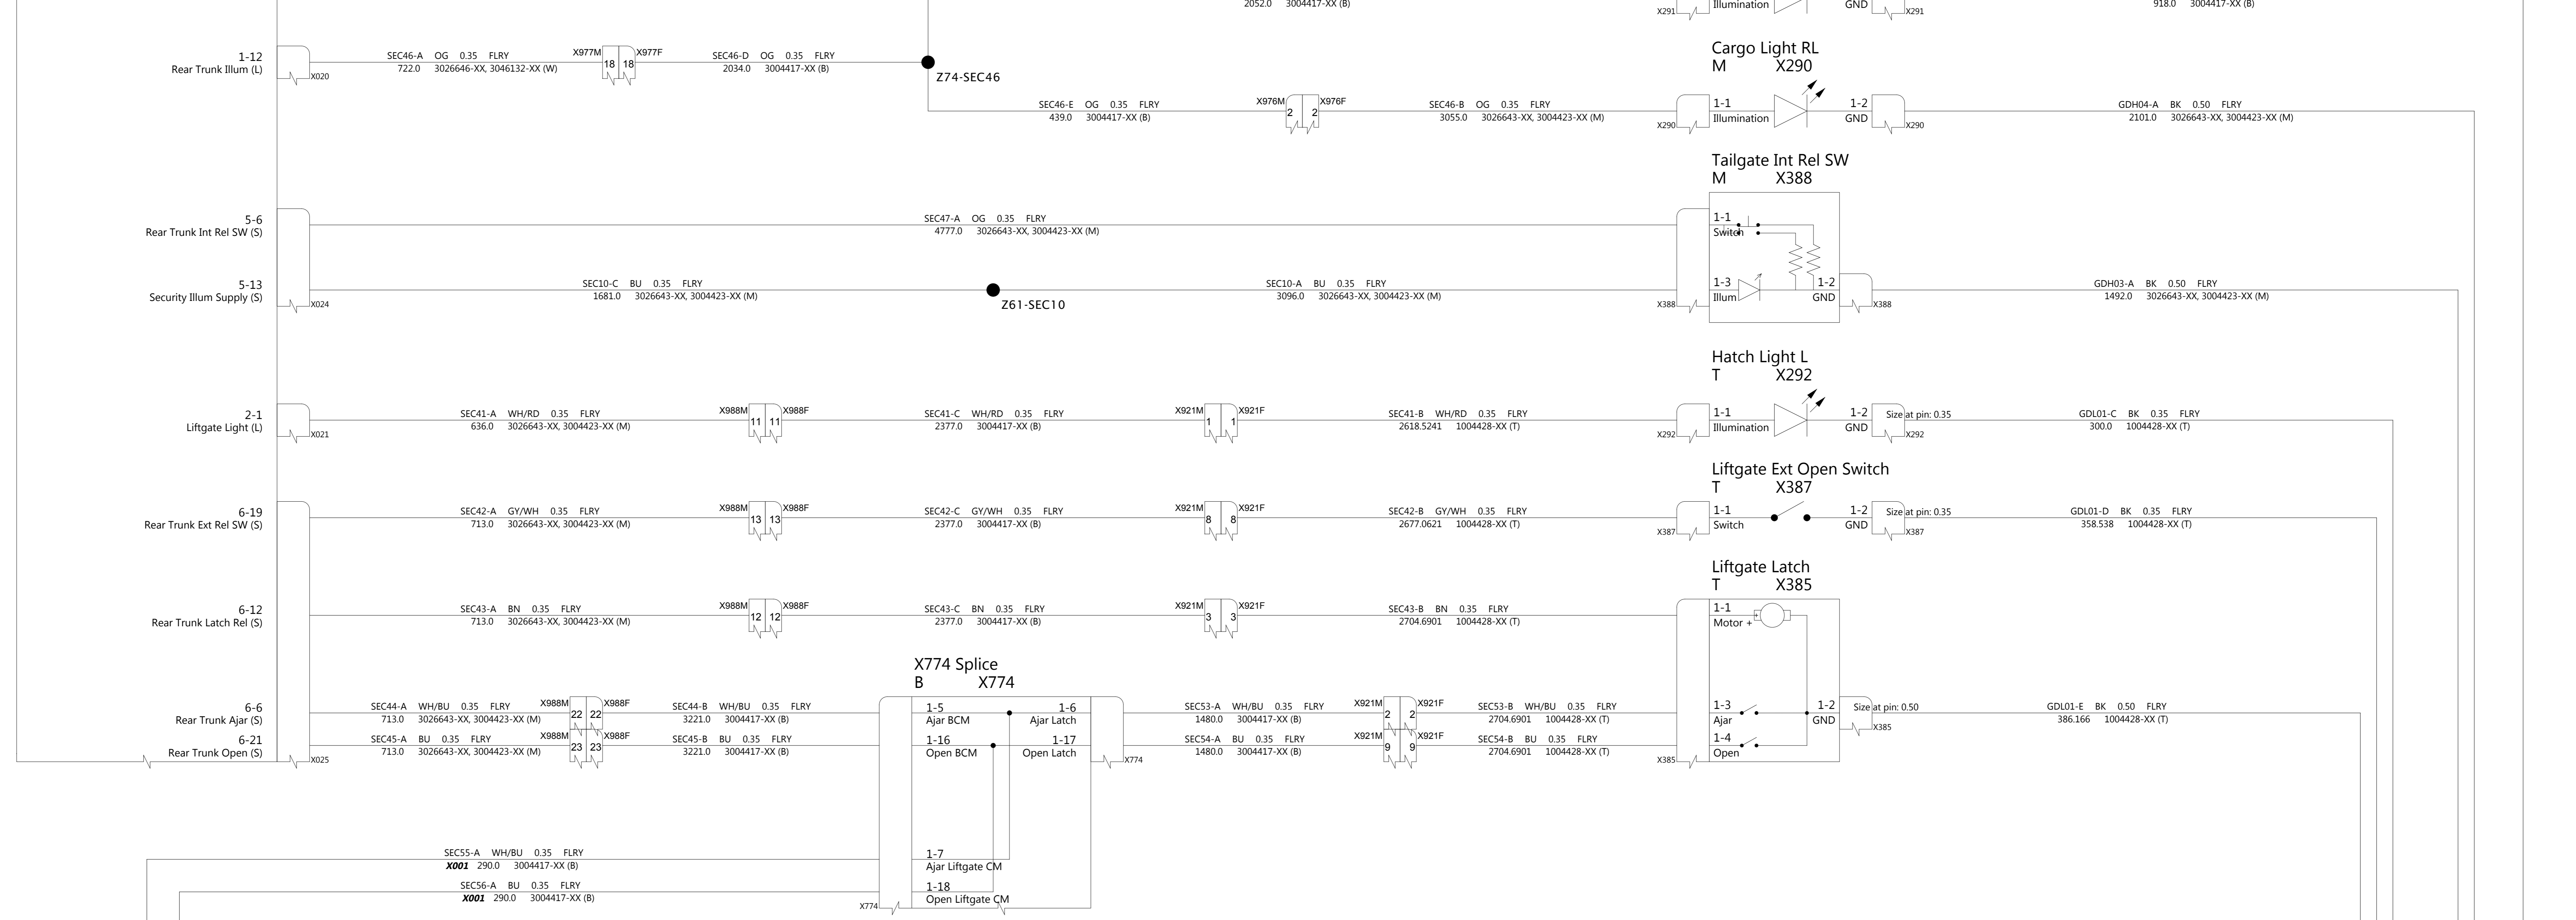 2052.0 3004417-XX (B)
X291 Illumination GND X291
918.0 3004417-XX (B)
1-12
Rear Trunk Illum (L)
X020
SEC46-A OG 0.35 FLRY
722.0 3026646-XX, 3046132-XX (W)
X977M X977F
18 18
SEC46-D OG 0.35 FLRY
2034.0 3004417-XX (B)
Z74-SEC46
Cargo Light RL
M X290
SEC46-E OG 0.35 FLRY
439.0 3004417-XX (B)
X976M X976F
2 2
SEC46-B OG 0.35 FLRY
3055.0 3026643-XX, 3004423-XX (M)
X290
1-1 1-2
Illumination GND
X290
GDH04-A BK 0.50 FLRY
2101.0 3026643-XX, 3004423-XX (M)
Tailgate Int Rel SW
M X388
5-6
Rear Trunk Int Rel SW (S)
SEC47-A OG 0.35 FLRY
4777.0 3026643-XX, 3004423-XX (M)
1-1
Switch
5-13
Security Illum Supply (S)
X024
SEC10-C BU 0.35 FLRY
1681.0 3026643-XX, 3004423-XX (M)
Z61-SEC10
SEC10-A BU 0.35 FLRY
3096.0 3026643-XX, 3004423-XX (M)
X388
1-3 1-2
Illum GND
X388
GDH03-A BK 0.50 FLRY
1492.0 3026643-XX, 3004423-XX (M)
Hatch Light L
T X292
2-1
Liftgate Light (L)
X021
SEC41-A WH/RD 0.35 FLRY
636.0 3026643-XX, 3004423-XX (M)
X988M X988F
11 11
SEC41-C WH/RD 0.35 FLRY
2377.0 3004417-XX (B)
X921M X921F
1 1
SEC41-B WH/RD 0.35 FLRY
2618.5241 1004428-XX (T)
X292
1-1 1-2
Illumination GND
Size at pin: 0.35
X292
GDL01-C BK 0.35 FLRY
300.0 1004428-XX (T)
Liftgate Ext Open Switch
T X387
6-19
Rear Trunk Ext Rel SW (S)
SEC42-A GY/WH 0.35 FLRY
713.0 3026643-XX, 3004423-XX (M)
X988M X988F
13 13
SEC42-C GY/WH 0.35 FLRY
2377.0 3004417-XX (B)
X921M X921F
8 8
SEC42-B GY/WH 0.35 FLRY
2677.0621 1004428-XX (T)
X387
1-1 1-2
Switch GND
Size at pin: 0.35
X387
GDL01-D BK 0.35 FLRY
358.538 1004428-XX (T)
Liftgate Latch
T X385
6-12
Rear Trunk Latch Rel (S)
SEC43-A BN 0.35 FLRY
713.0 3026643-XX, 3004423-XX (M)
X988M X988F
12 12
SEC43-C BN 0.35 FLRY
2377.0 3004417-XX (B)
X921M X921F
3 3
SEC43-B BN 0.35 FLRY
2704.6901 1004428-XX (T)
1-1
Motor +
X774 Splice
B X774
6-6
Rear Trunk Ajar (S)
SEC44-A WH/BU 0.35 FLRY
713.0 3026643-XX, 3004423-XX (M)
X988M X988F
22 22
SEC44-B WH/BU 0.35 FLRY
3221.0 3004417-XX (B)
1-5 1-6
Ajar BCM Ajar Latch
SEC53-A WH/BU 0.35 FLRY
1480.0 3004417-XX (B)
X921M X921F
2 2
SEC53-B WH/BU 0.35 FLRY
2704.6901 1004428-XX (T)
1-3 1-2
Ajar GND
Size at pin: 0.50
X385
GDL01-E BK 0.50 FLRY
386.166 1004428-XX (T)
6-21
Rear Trunk Open (S)
X025
SEC45-A BU 0.35 FLRY
713.0 3026643-XX, 3004423-XX (M)
X988M X988F
23 23
SEC45-B BU 0.35 FLRY
3221.0 3004417-XX (B)
1-16 1-17
Open BCM Open Latch
X774
SEC54-A BU 0.35 FLRY
1480.0 3004417-XX (B)
X921M X921F
9 9
SEC54-B BU 0.35 FLRY
2704.6901 1004428-XX (T)
X385
1-4
Open
SEC55-A WH/BU 0.35 FLRY
X001 290.0 3004417-XX (B)
1-7
Ajar Liftgate CM
SEC56-A BU 0.35 FLRY
X001 290.0 3004417-XX (B)
1-18
Open Liftgate CM
X774